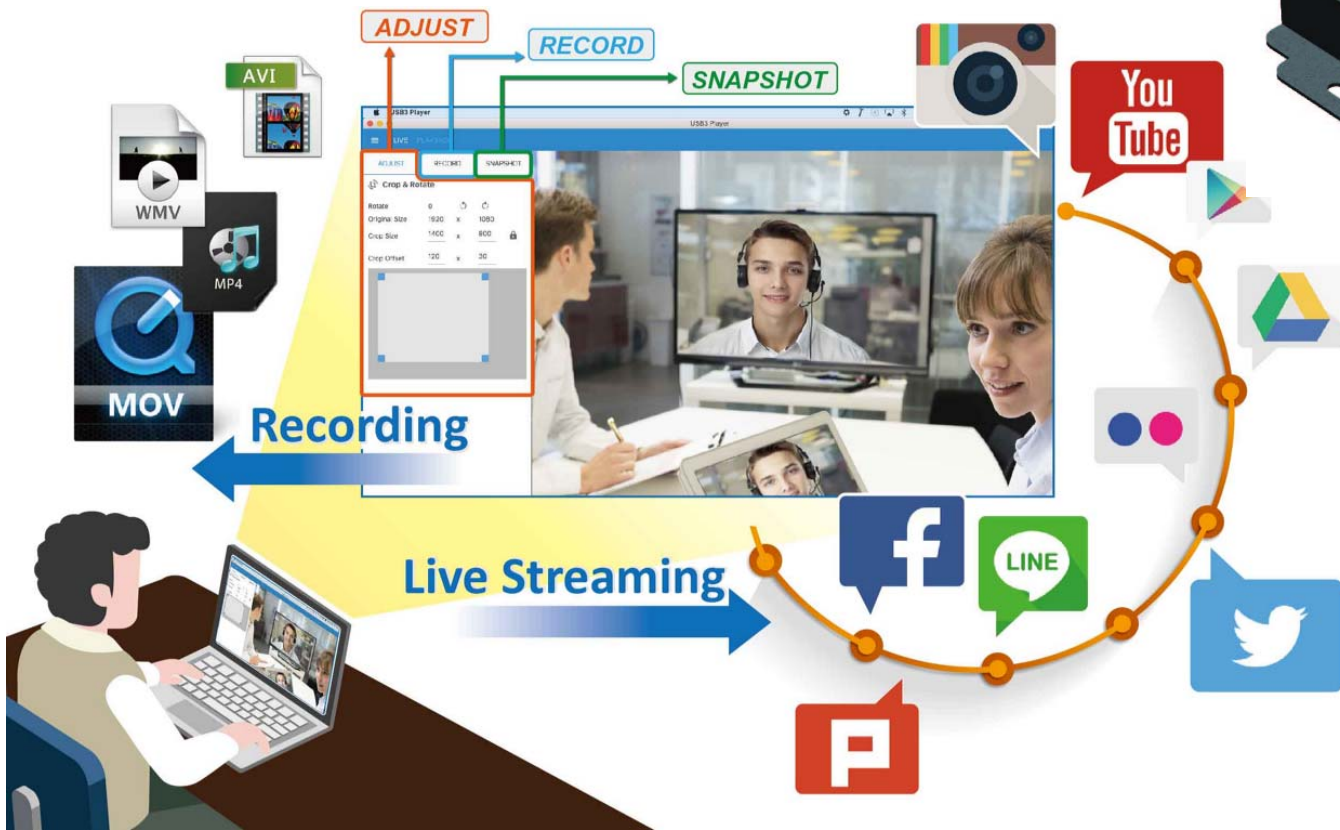 ADJUST
RECORD
SNAPSHOT
AVI
WMV
MP4
MOV
You
Tube
USB3 Player
USB3 Player
LIVE
ADJUST RECORD SNAPSHOT
Crop & Rotate
Rotate 0
Original Size 1920 x 1080
Crop Size 1400 x 800
Crop Offset 120 x 30
Recording
Live Streaming
f
LINE
P